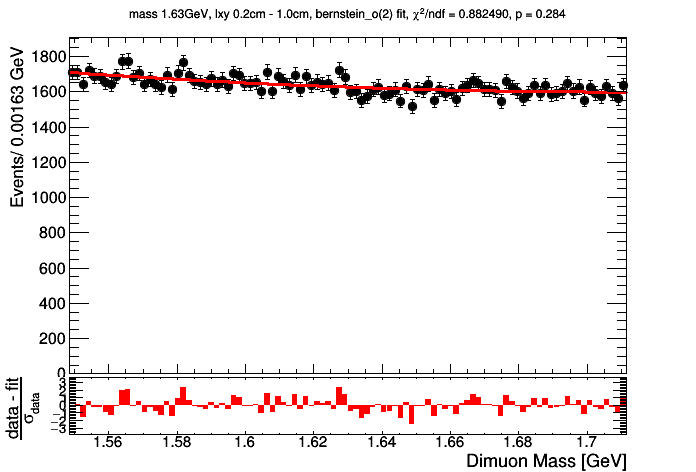 mass 1.63GeV, lxy 0.2cm - 1.0cm, bernstein_o(2) fit, χ²/ndf = 0.882490, p = 0.284
Events/ 0.00163 GeV
1800
1600
1400
1200
1000
800
600
400
200
0
data - fit
σdata
3
2
1
0
−1
−2
−3
1.56 1.58 1.6 1.62 1.64 1.66 1.68 1.7
Dimuon Mass [GeV]